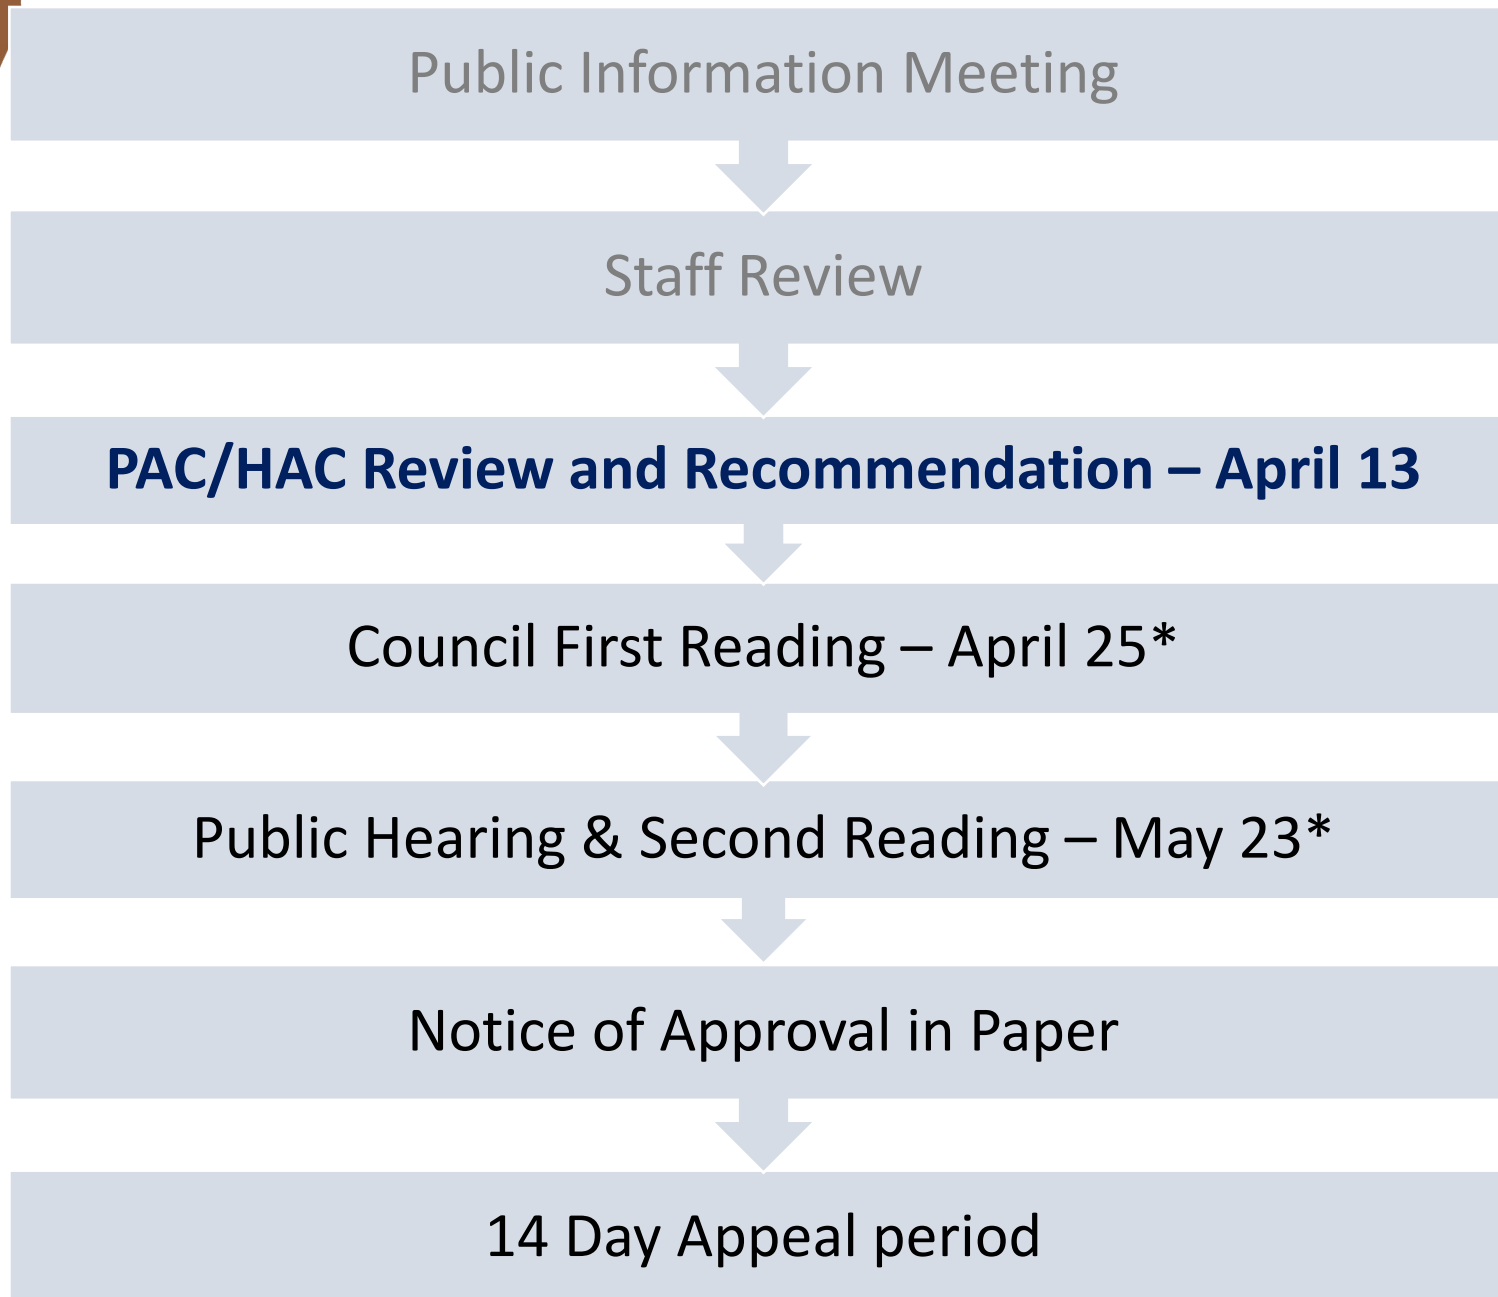 Public Information Meeting
Staff Review
PAC/HAC Review and Recommendation – April 13
Council First Reading – April 25*
Public Hearing & Second Reading – May 23*
Notice of Approval in Paper
14 Day Appeal period